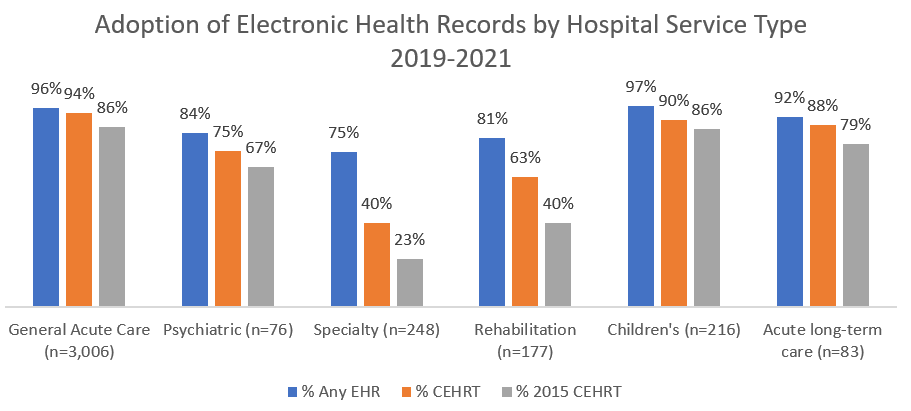 Adoption of Electronic Health Records by Hospital Service Type
2019-2021
96%
94%
86%
84%
75%
67%
75%
40%
23%
81%
63%
40%
97%
90%
86%
92%
88%
79%
General Acute Care
(n=3,006)
Psychiatric (n=76)
Specialty (n=248)
Rehabilitation
(n=177)
Children's (n=216)
Acute long-term
care (n=83)
% Any EHR
% CEHRT
% 2015 CEHRT